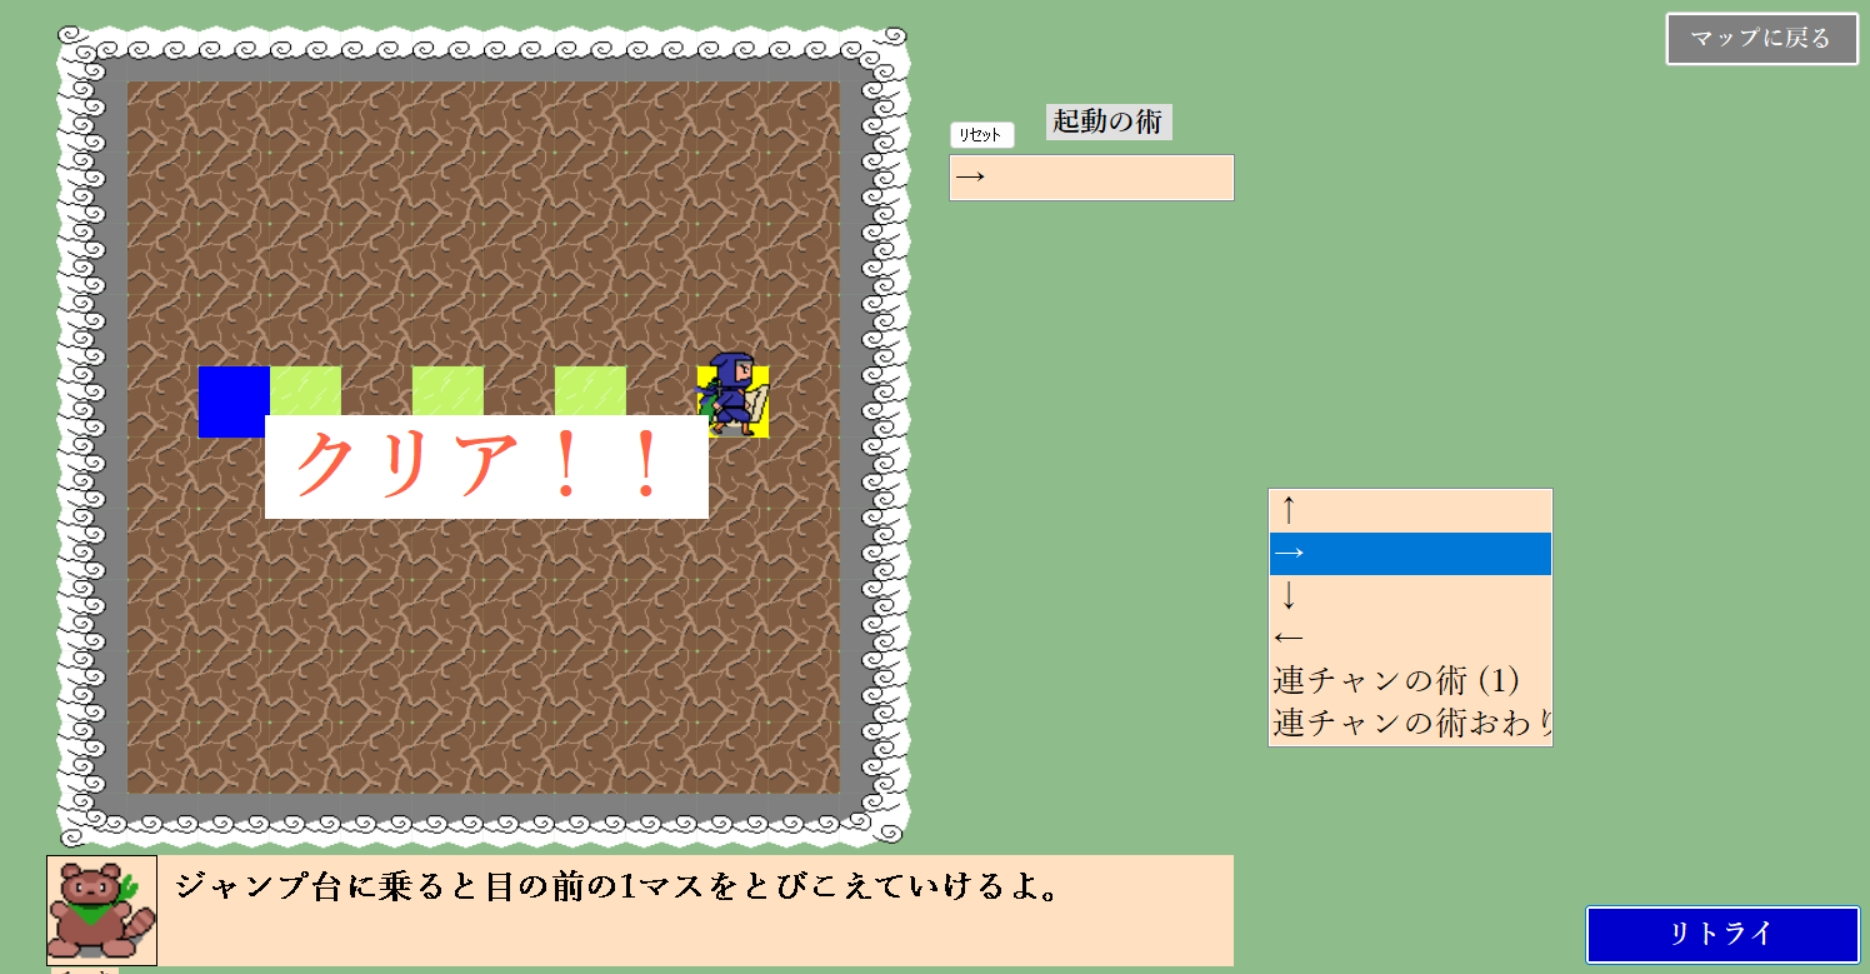 マップに戻る
リセット
起動の術
→
クリア！！
↑
→
↓
←
連チャンの術 (1)
連チャンの術おわり
ジャンプ台に乗ると目の前の1マスをとびこえていけるよ。
リトライ